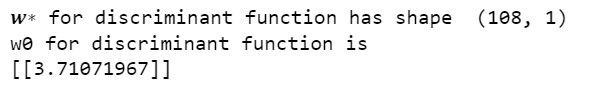 w* for discriminant function has shape (108, 1)
w0 for discriminant function is
[[3.71071967]]